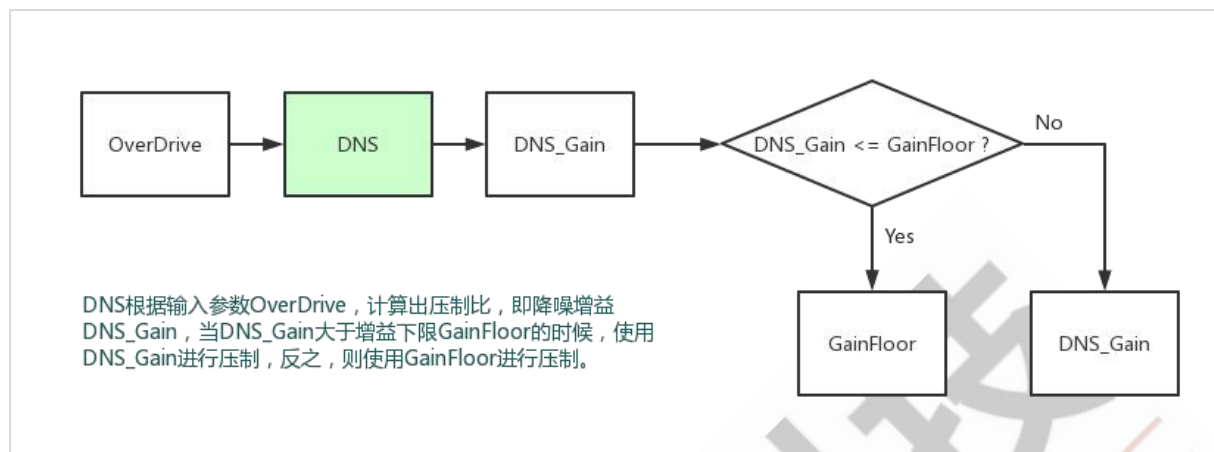 OverDrive
DNS
DNS_Gain
DNS_Gain <= GainFloor ?
No
Yes
GainFloor
DNS_Gain
DNS根据输入参数OverDrive，计算出压制比，即降噪增益
DNS_Gain，当DNS_Gain大于增益下限GainFloor的时候，使用
DNS_Gain进行压制，反之，则使用GainFloor进行压制。